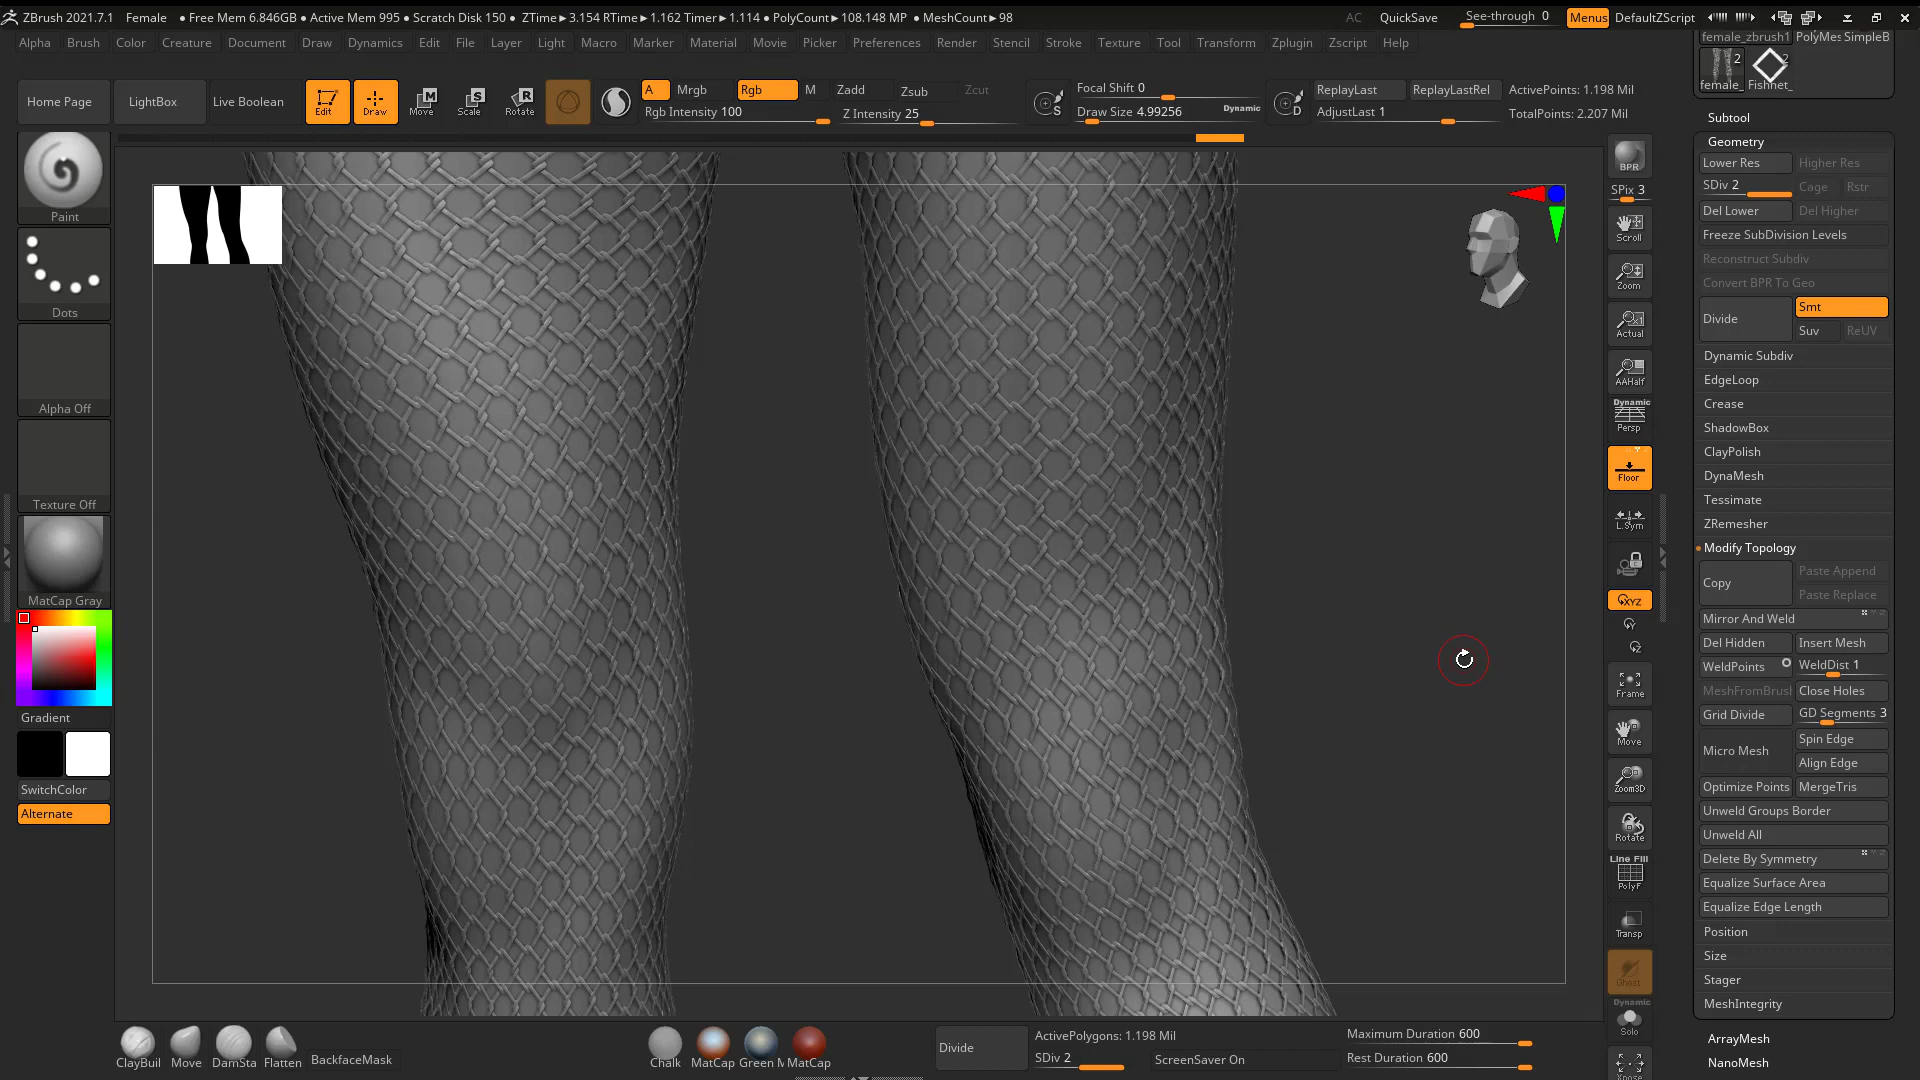 ZBrush 2021.7.1 Female ● Free Mem 6.846GB ● Active Mem 995 ● Scratch Disk 150 ● ZTime►3.154 RTime►1.162 Timer►1.114 ● PolyCount►108.148 MP ● MeshCount►98
AC QuickSave See-through 0 Menus DefaultZScript
Alpha Brush Color Creature Document Draw Dynamics Edit File Layer Light Macro Marker Material Movie Picker Preferences Render Stencil Stroke Texture Tool Transform Zplugin Zscript Help
female_zbrush1 PolyMes SimpleB
2 2
female_ Fishnet_
Home Page LightBox Live Boolean Edit Draw Move Scale Rotate
M S R
A Mrgb Rgb M Zadd Zsub Zcut
Rgb Intensity 100 Z Intensity 25
S Focal Shift 0
Draw Size 4.99256 Dynamic
D ReplayLast ReplayLastRel ActivePoints: 1.198 Mil
AdjustLast 1 TotalPoints: 2.207 Mil
Paint
Dots
Alpha Off
Texture Off
MatCap Gray
Gradient
SwitchColor
Alternate
BPR
SPix 3
Scroll
Zoom
Actual
AAHalf
Dynamic
Persp
Floor
L.Sym
XYZ
Y
Z
Frame
Move
Zoom3D
Rotate
Line Fill
PolyF
Transp
Ghost
Dynamic
Solo
Xpose
Subtool
Geometry
Lower Res Higher Res
SDiv 2 Cage Rstr
Del Lower Del Higher
Freeze SubDivision Levels
Reconstruct Subdiv
Convert BPR To Geo
Divide Smt
Suv ReUV
Dynamic Subdiv
EdgeLoop
Crease
ShadowBox
ClayPolish
DynaMesh
Tessimate
ZRemesher
Modify Topology
Copy Paste Append
Paste Replace
Mirror And Weld
Del Hidden Insert Mesh
WeldPoints WeldDist 1
MeshFromBrus Close Holes
Grid Divide GD Segments 3
Micro Mesh Spin Edge
Align Edge
Optimize Points MergeTris
Unweld Groups Border
Unweld All
Delete By Symmetry
Equalize Surface Area
Equalize Edge Length
Position
Size
Stager
MeshIntegrity
ArrayMesh
NanoMesh
ClayBuil Move DamSta Flatten BackfaceMask
Chalk MatCap Green M MatCap
Divide ActivePolygons: 1.198 Mil Maximum Duration 600
SDiv 2 ScreenSaver On Rest Duration 600